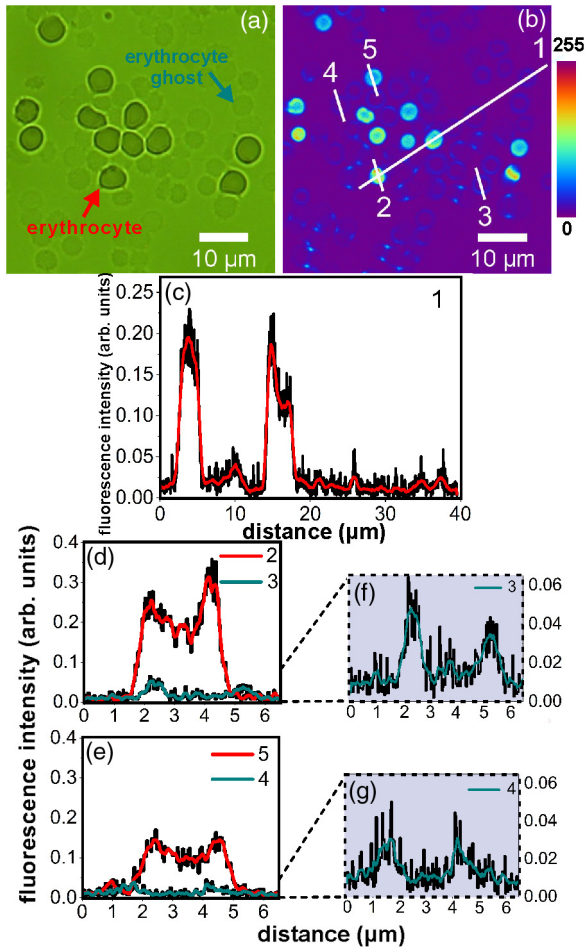 (a)
erythrocyte
ghost
erythrocyte
10 µm
(b)
5
1
4
2
3
10 µm
255
0
(c)
1
fluorescence intensity (arb. units)
0.25
0.20
0.15
0.10
0.05
0.00
0 10 20 30 40
distance (µm)
fluorescence intensity (arb. units)
(d)
2
3
0.4
0.3
0.2
0.1
0.0
0 1 2 3 4 5 6
(f)
3
0.06
0.04
0.02
0.00
0 1 2 3 4 5 6
(e)
5
4
0.4
0.3
0.2
0.1
0.0
0 1 2 3 4 5 6
(g)
4
0.06
0.04
0.02
0.00
0 1 2 3 4 5 6
distance (µm)